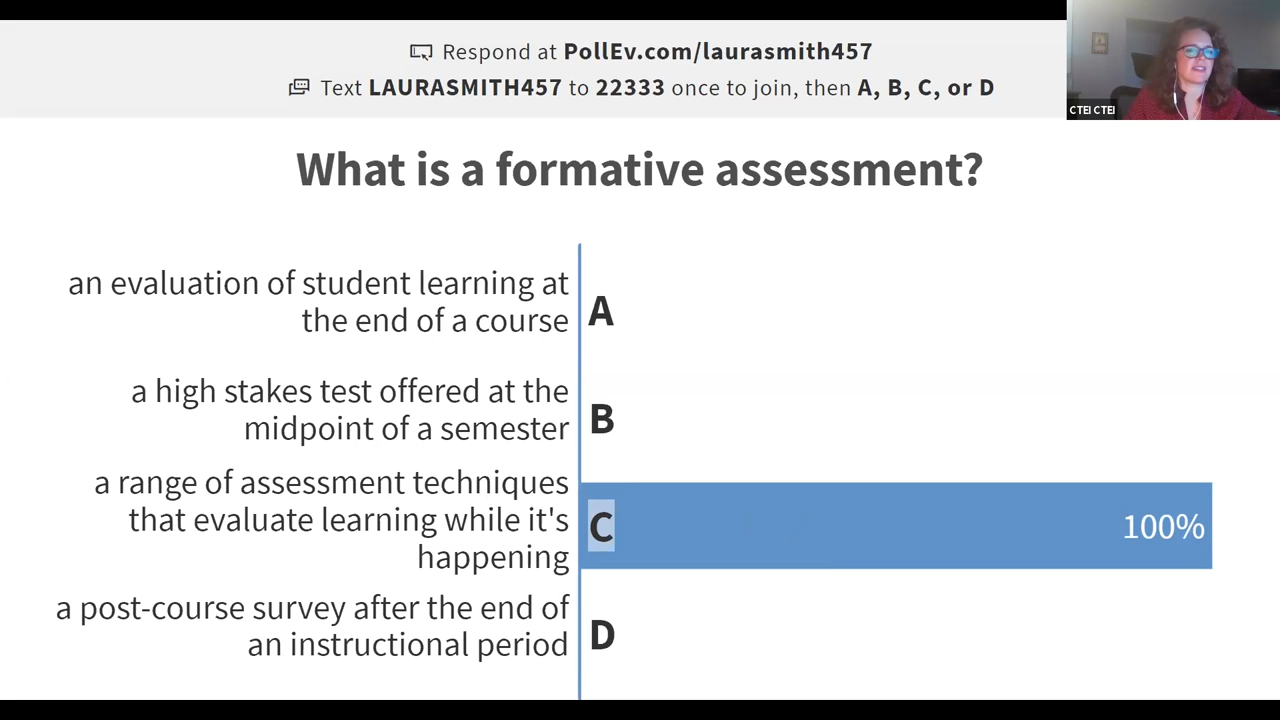 Respond at PollEv.com/laurasmith457
Text LAURASMITH457 to 22333 once to join, then A, B, C, or D
CTEI CTEI
What is a formative assessment?
an evaluation of student learning at
the end of a course
A
a high stakes test offered at the
midpoint of a semester
B
a range of assessment techniques
that evaluate learning while it's
happening
C
100%
a post-course survey after the end of
an instructional period
D